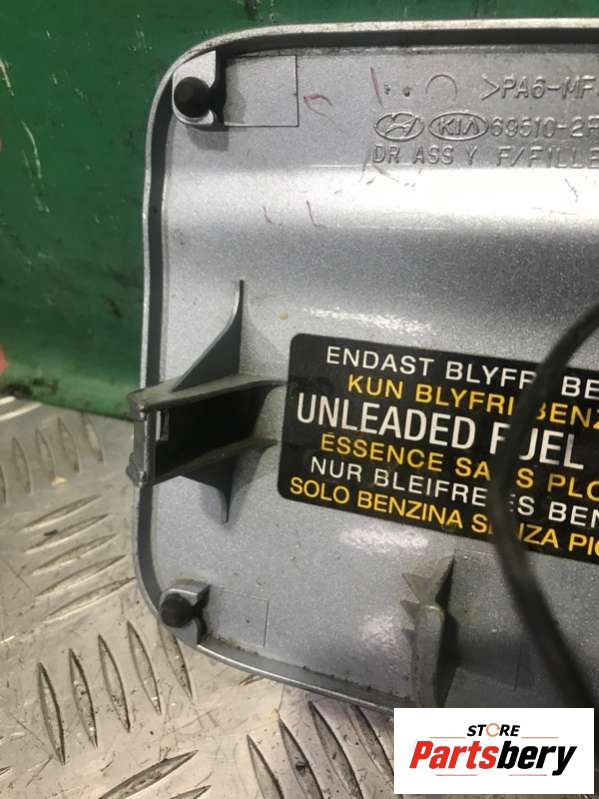 >PA6-MF
KIA 69510-2F
DR ASS Y F/FILLE
ENDAST BLYFRI BE
KUN BLYFRI BENZ
UNLEADED FUEL
ESSENCE SANS PLO
NUR BLEIFREIES BEN
SOLO BENZINA SENZA PIO
STORE
Partsbery